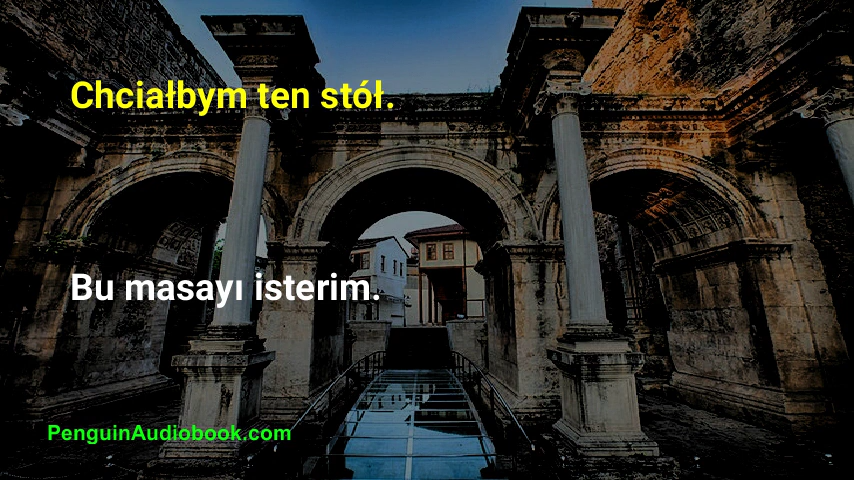 Chciałbym ten stół.
Bu masayı isterim.
PenguinAudiobook.com